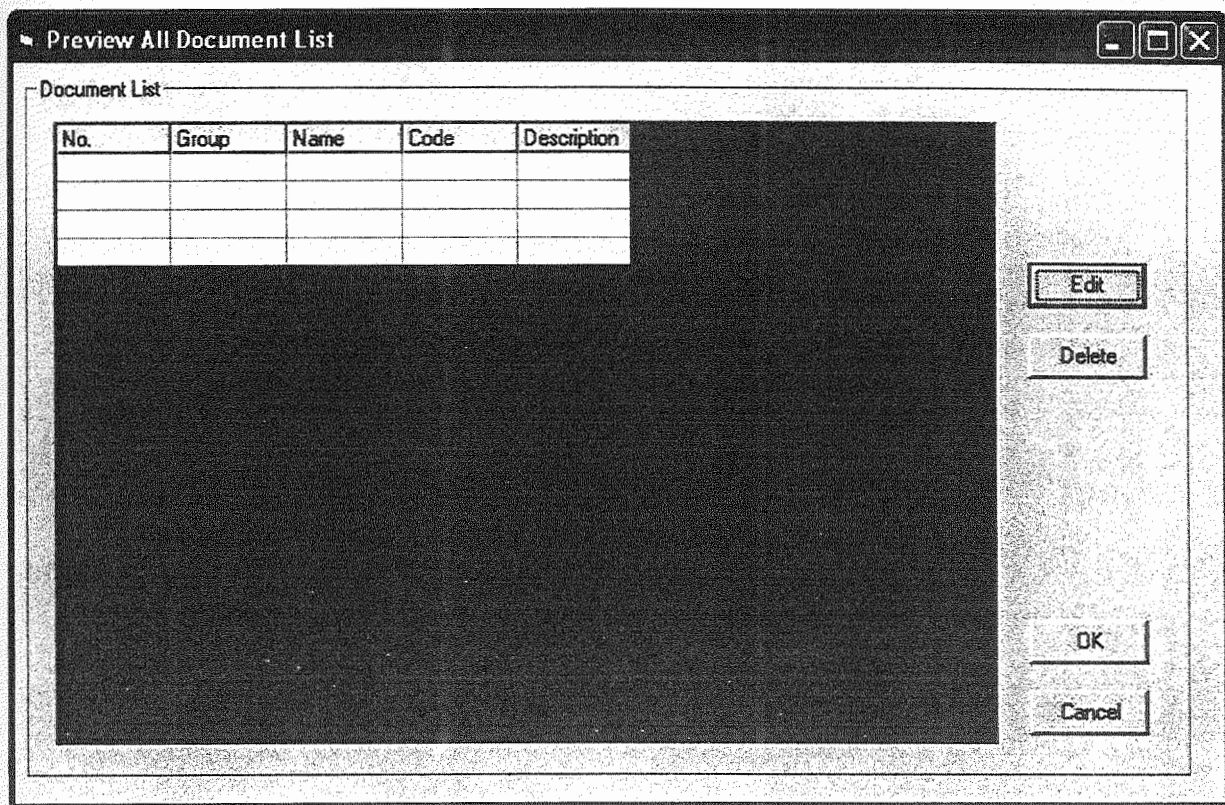 Preview All Document List
Document List
No. Group Name Code Description
Edit
Delete
OK
Cancel